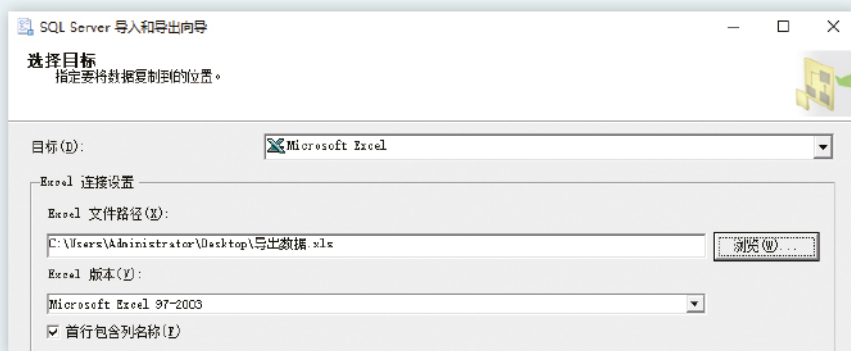 SQL Server 导入和导出向导
选择目标
指定要将数据复制到的位置。
目标(D): Microsoft Excel
Excel 连接设置
Excel 文件路径(X):
C:\Users\Administrator\Desktop\导出数据.xls 浏览(W)...
Excel 版本(V):
Microsoft Excel 97-2003
首行包含列名称(F)